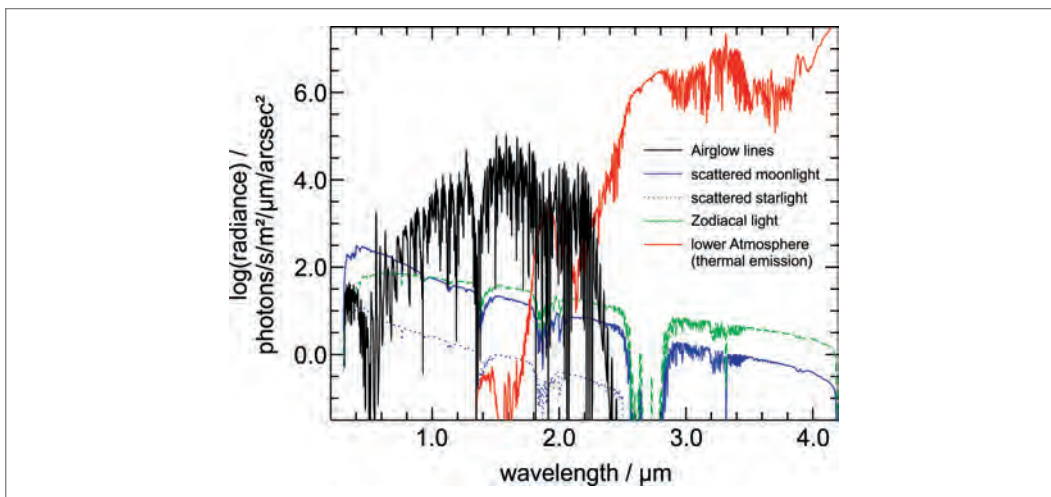 log(radiance) /
photons/s/m²/µm/arcsec²
6.0
4.0
2.0
0.0
Airglow lines
scattered moonlight
scattered starlight
Zodiacal light
lower Atmosphere
(thermal emission)
1.0 2.0 3.0 4.0
wavelength / µm